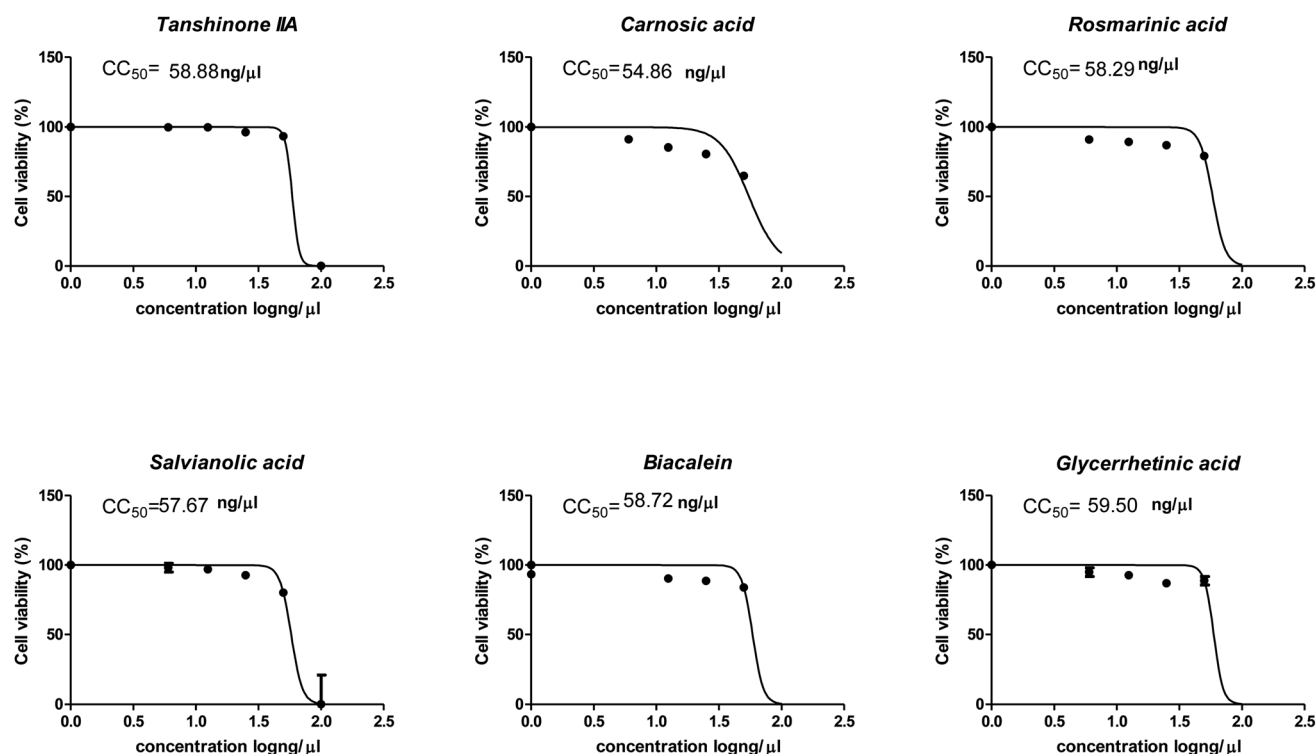 Tanshinone IIA
CC50= 58.88 ng/μl
Cell viability (%)
150
100
50
0
0.0 0.5 1.0 1.5 2.0 2.5
concentration logng/ μl
Carnosic acid
CC50=54.86 ng/μl
Cell viability (%)
150
100
50
0
0.0 0.5 1.0 1.5 2.0 2.5
concentration logng/ μl
Rosmarinic acid
CC50=58.29 ng/μl
Cell viability (%)
150
100
50
0
0.0 0.5 1.0 1.5 2.0 2.5
concentration logng/ μl
Salvianolic acid
CC50=57.67 ng/μl
Cell viability (%)
150
100
50
0
0.0 0.5 1.0 1.5 2.0 2.5
concentration logng/ μl
Biacalein
CC50= 58.72 ng/μl
Cell viability (%)
150
100
50
0
0.0 0.5 1.0 1.5 2.0 2.5
concentration logng/ μl
Glycerrhetinic acid
CC50= 59.50 ng/μl
Cell viability (%)
150
100
50
0
0.0 0.5 1.0 1.5 2.0 2.5
concentration logng/ μl